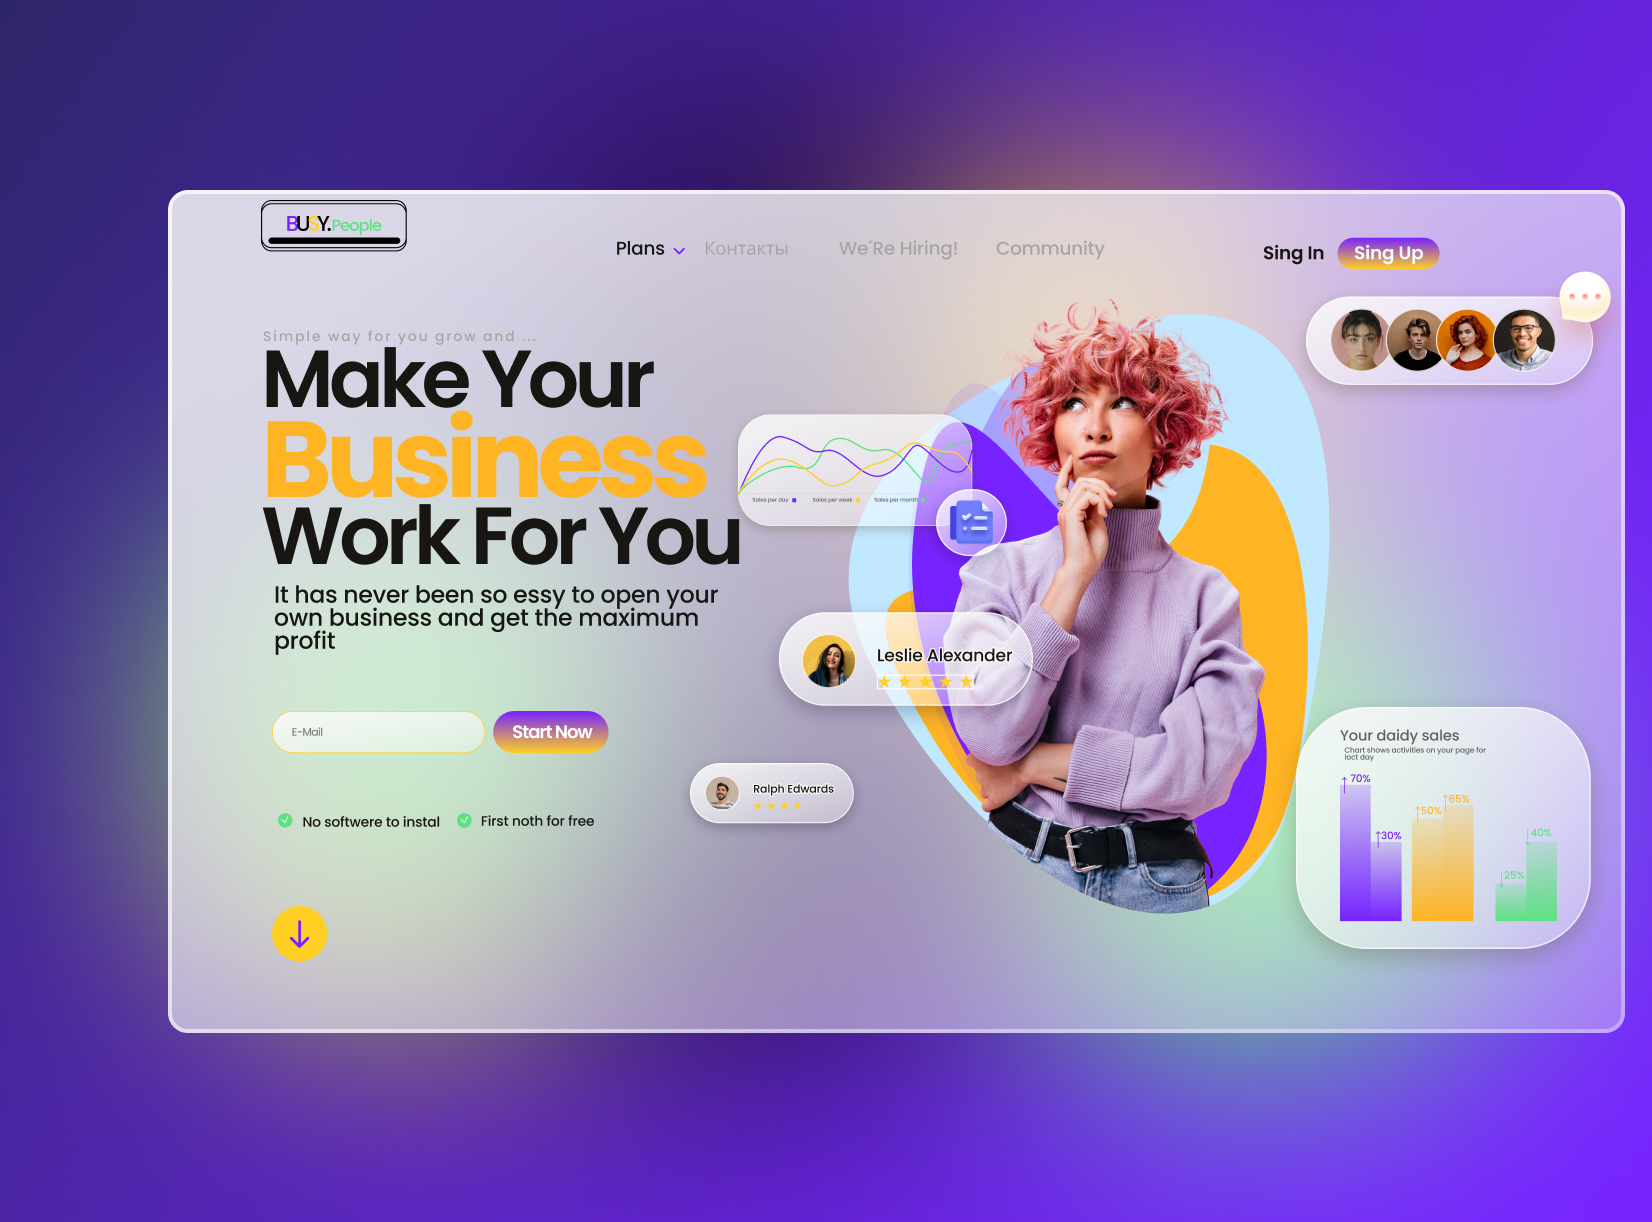 BUSY.People
Plans
Контакты
We´Re Hiring!
Community
Sing In
Sing Up
Simple way for you grow and ...
Make Your
Business
Work For You
It has never been so essy to open your
own business and get the maximum
profit
E-Mail
Start Now
No softwere to instal
First noth for free
Sales per day
Sales per week
Sales per month
Leslie Alexander
Ralph Edwards
Your daidy sales
Chart shows activities on your page for
lact day
70%
30%
50%
65%
25%
40%